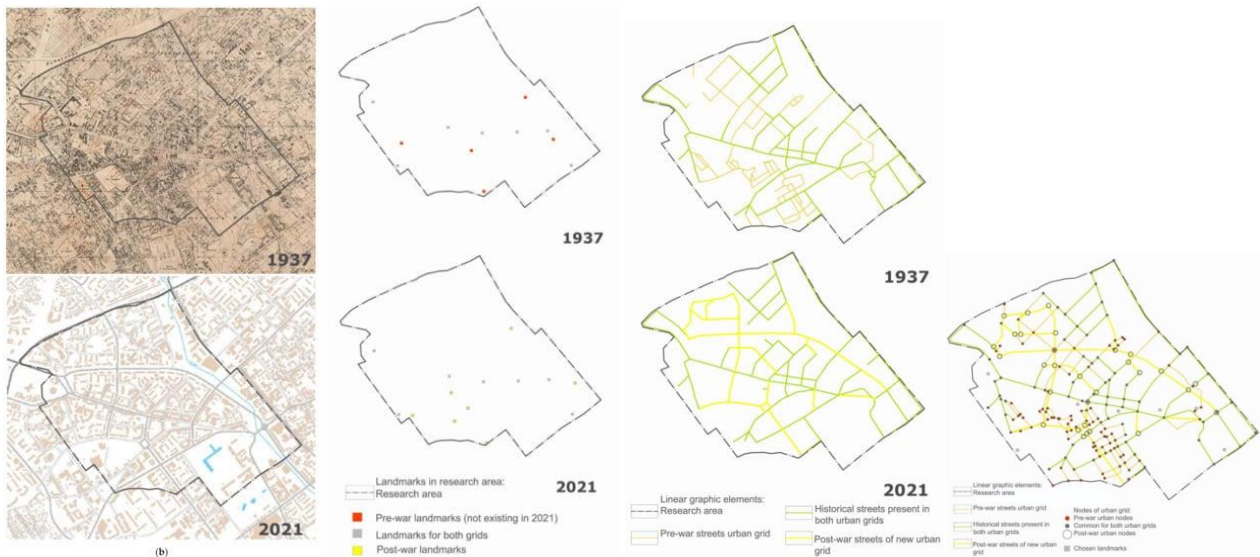 1937
1937
1937
2021
(b)
2021
Landmarks in research area:
Research area
Pre-war landmarks (not existing in 2021)
Landmarks for both grids
Post-war landmarks
2021
Linear graphic elements:
Research area
Pre-war streets urban grid
Historical streets present in
both urban grids
Post-war streets of new urban
grid
Linear graphic elements:
Research area
Pre-war streets urban grid
Historical streets present in
both urban grids
Post-war streets of new urban
grid
Nodes of urban grid:
Pre-war urban nodes
Common for both urban grids
Post-war urban nodes
Chosen landmarks